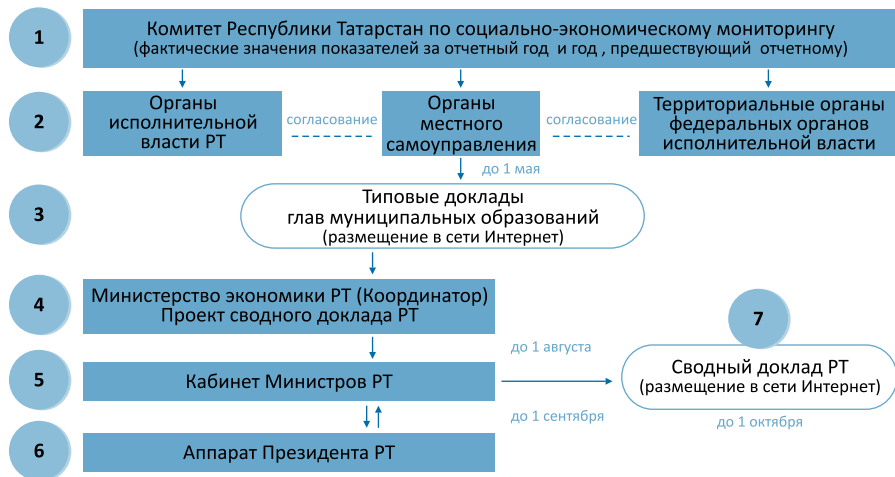 1
Комитет Республики Татарстан по социально-экономическому мониторингу
(фактические значения показателей за отчетный год и год , предшествующий отчетному)
2
Органы
исполнительной
власти РТ
согласование
Органы
местного
самоуправления
согласование
Территориальные органы
федеральных органов
исполнительной власти
до 1 мая
3
Типовые доклады
глав муниципальных образований
(размещение в сети Интернет)
4
Министерство экономики РТ (Координатор)
Проект сводного доклада РТ
5
Кабинет Министров РТ
до 1 августа
до 1 сентября
7
Сводный доклад РТ
(размещение в сети Интернет)
до 1 октября
6
Аппарат Президента РТ